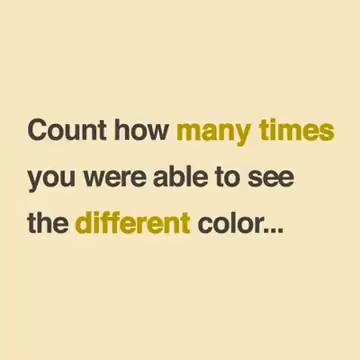 Count how many times
you were able to see
the different color...